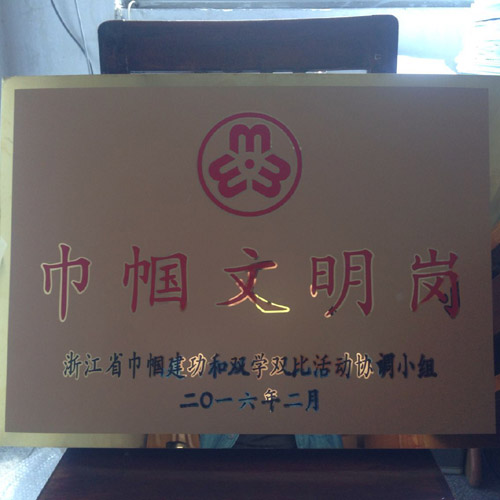 巾帼文明岗
浙江省巾帼建功和双学双比活动协调小组
二〇一六年二月